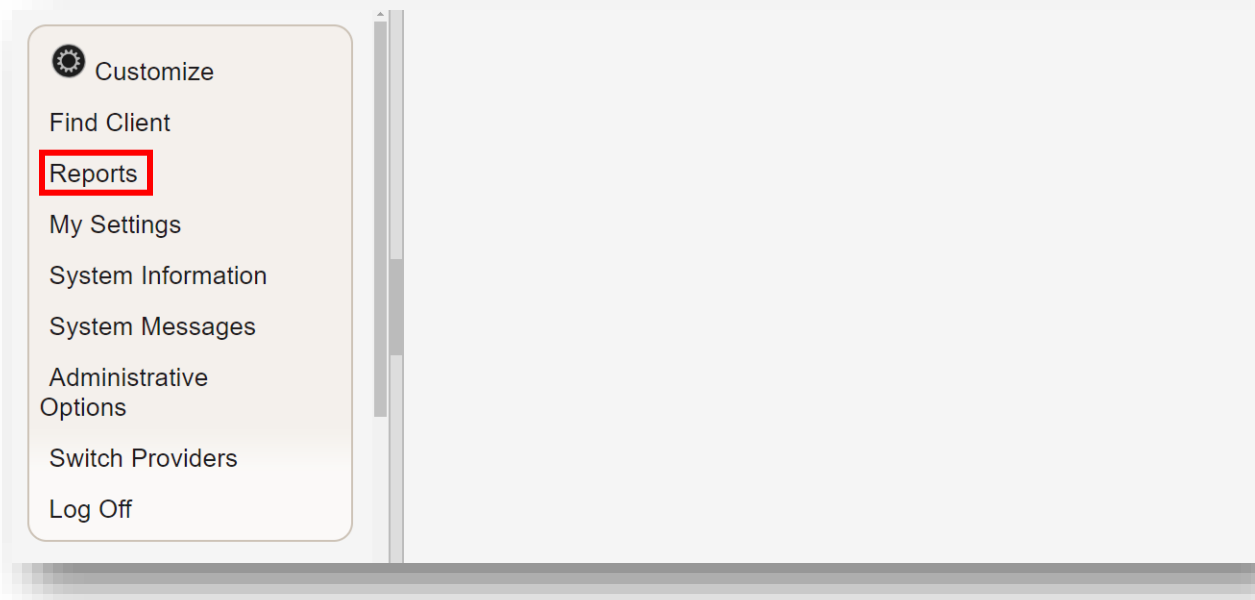 Customize
Find Client
Reports
My Settings
System Information
System Messages
Administrative
Options
Switch Providers
Log Off